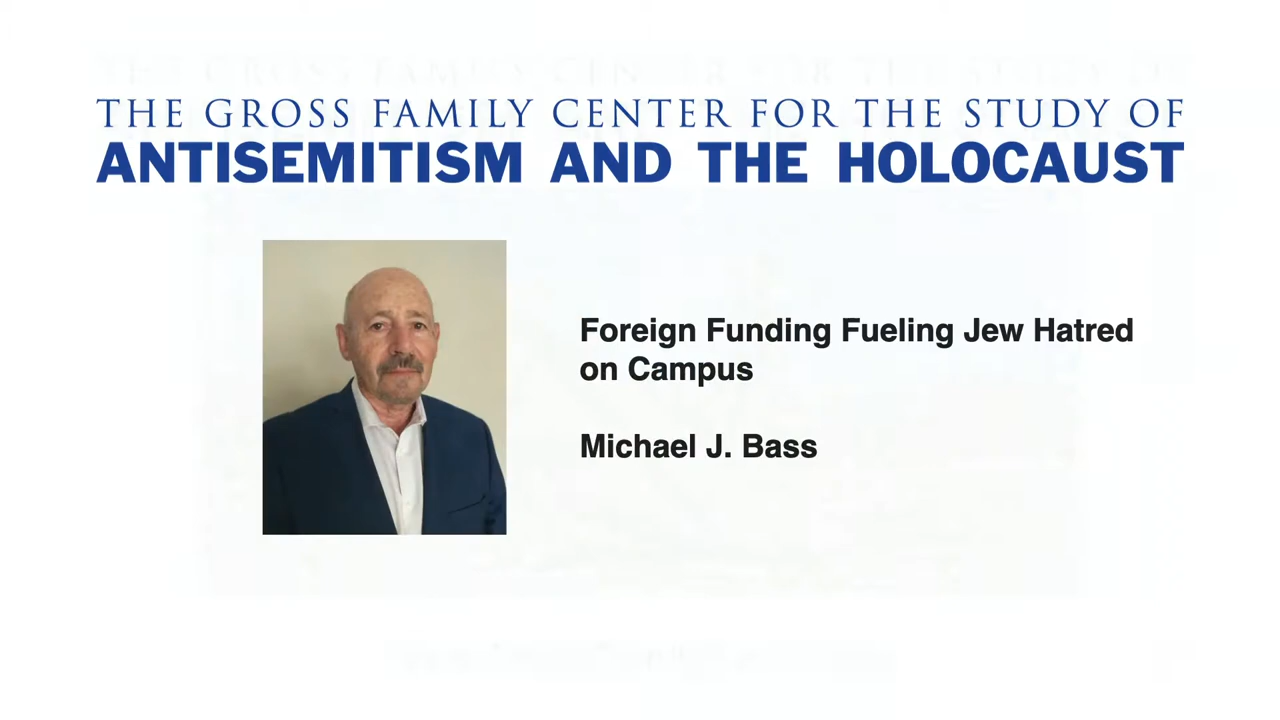 THE GROSS FAMILY CENTER FOR THE STUDY OF
ANTISEMITISM AND THE HOLOCAUST
Foreign Funding Fueling Jew Hatred
on Campus
Michael J. Bass